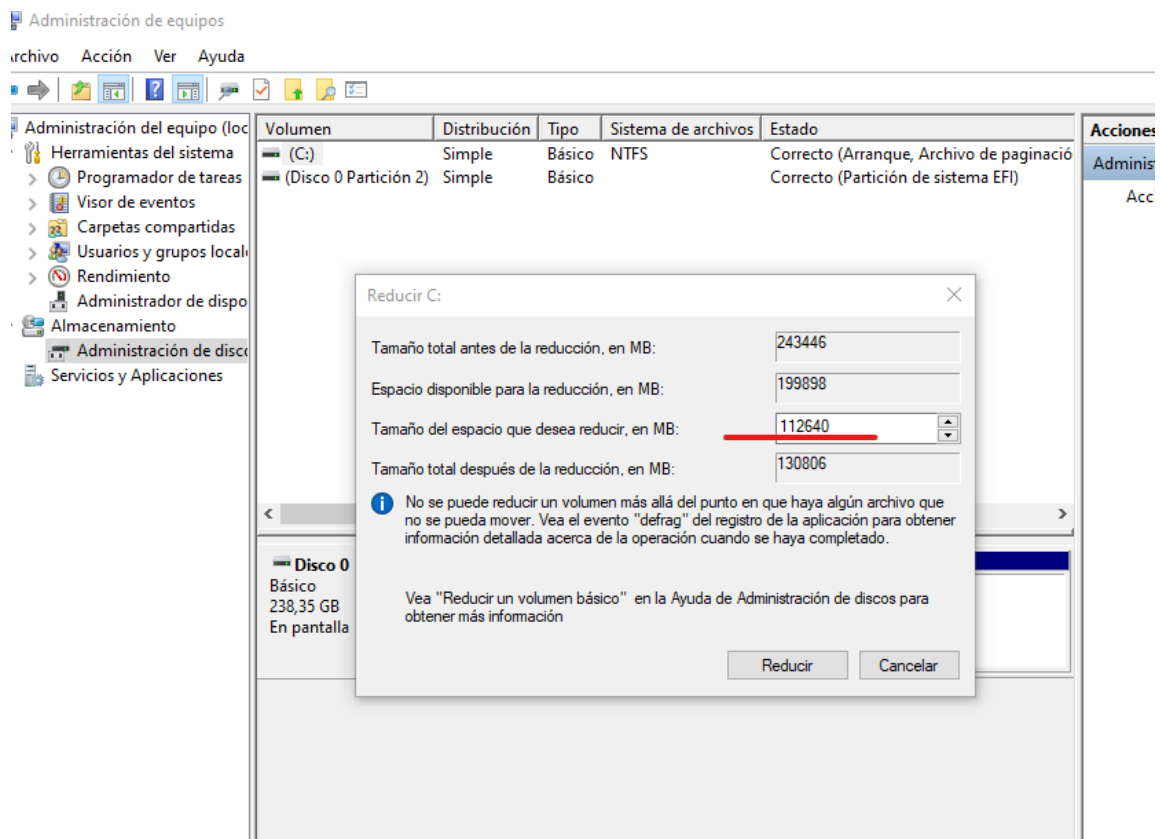 Administración de equipos
Archivo Acción Ver Ayuda
Administración del equipo (loc
Herramientas del sistema
Programador de tareas
Visor de eventos
Carpetas compartidas
Usuarios y grupos locale
Rendimiento
Administrador de dispo
Almacenamiento
Administración de disco
Servicios y Aplicaciones
Volumen Distribución Tipo Sistema de archivos Estado
(C:) Simple Básico NTFS Correcto (Arranque, Archivo de paginació
(Disco 0 Partición 2) Simple Básico Correcto (Partición de sistema EFI)
Acciones
Adminis
Acc
Reducir C:
Tamaño total antes de la reducción, en MB: 243446
Espacio disponible para la reducción, en MB: 199898
Tamaño del espacio que desea reducir, en MB: 112640
Tamaño total después de la reducción, en MB: 130806
No se puede reducir un volumen más allá del punto en que haya algún archivo que
no se pueda mover. Vea el evento "defrag" del registro de la aplicación para obtener
información detallada acerca de la operación cuando se haya completado.
Vea "Reducir un volumen básico" en la Ayuda de Administración de discos para
obtener más información
Reducir Cancelar
Disco 0
Básico
238,35 GB
En pantalla